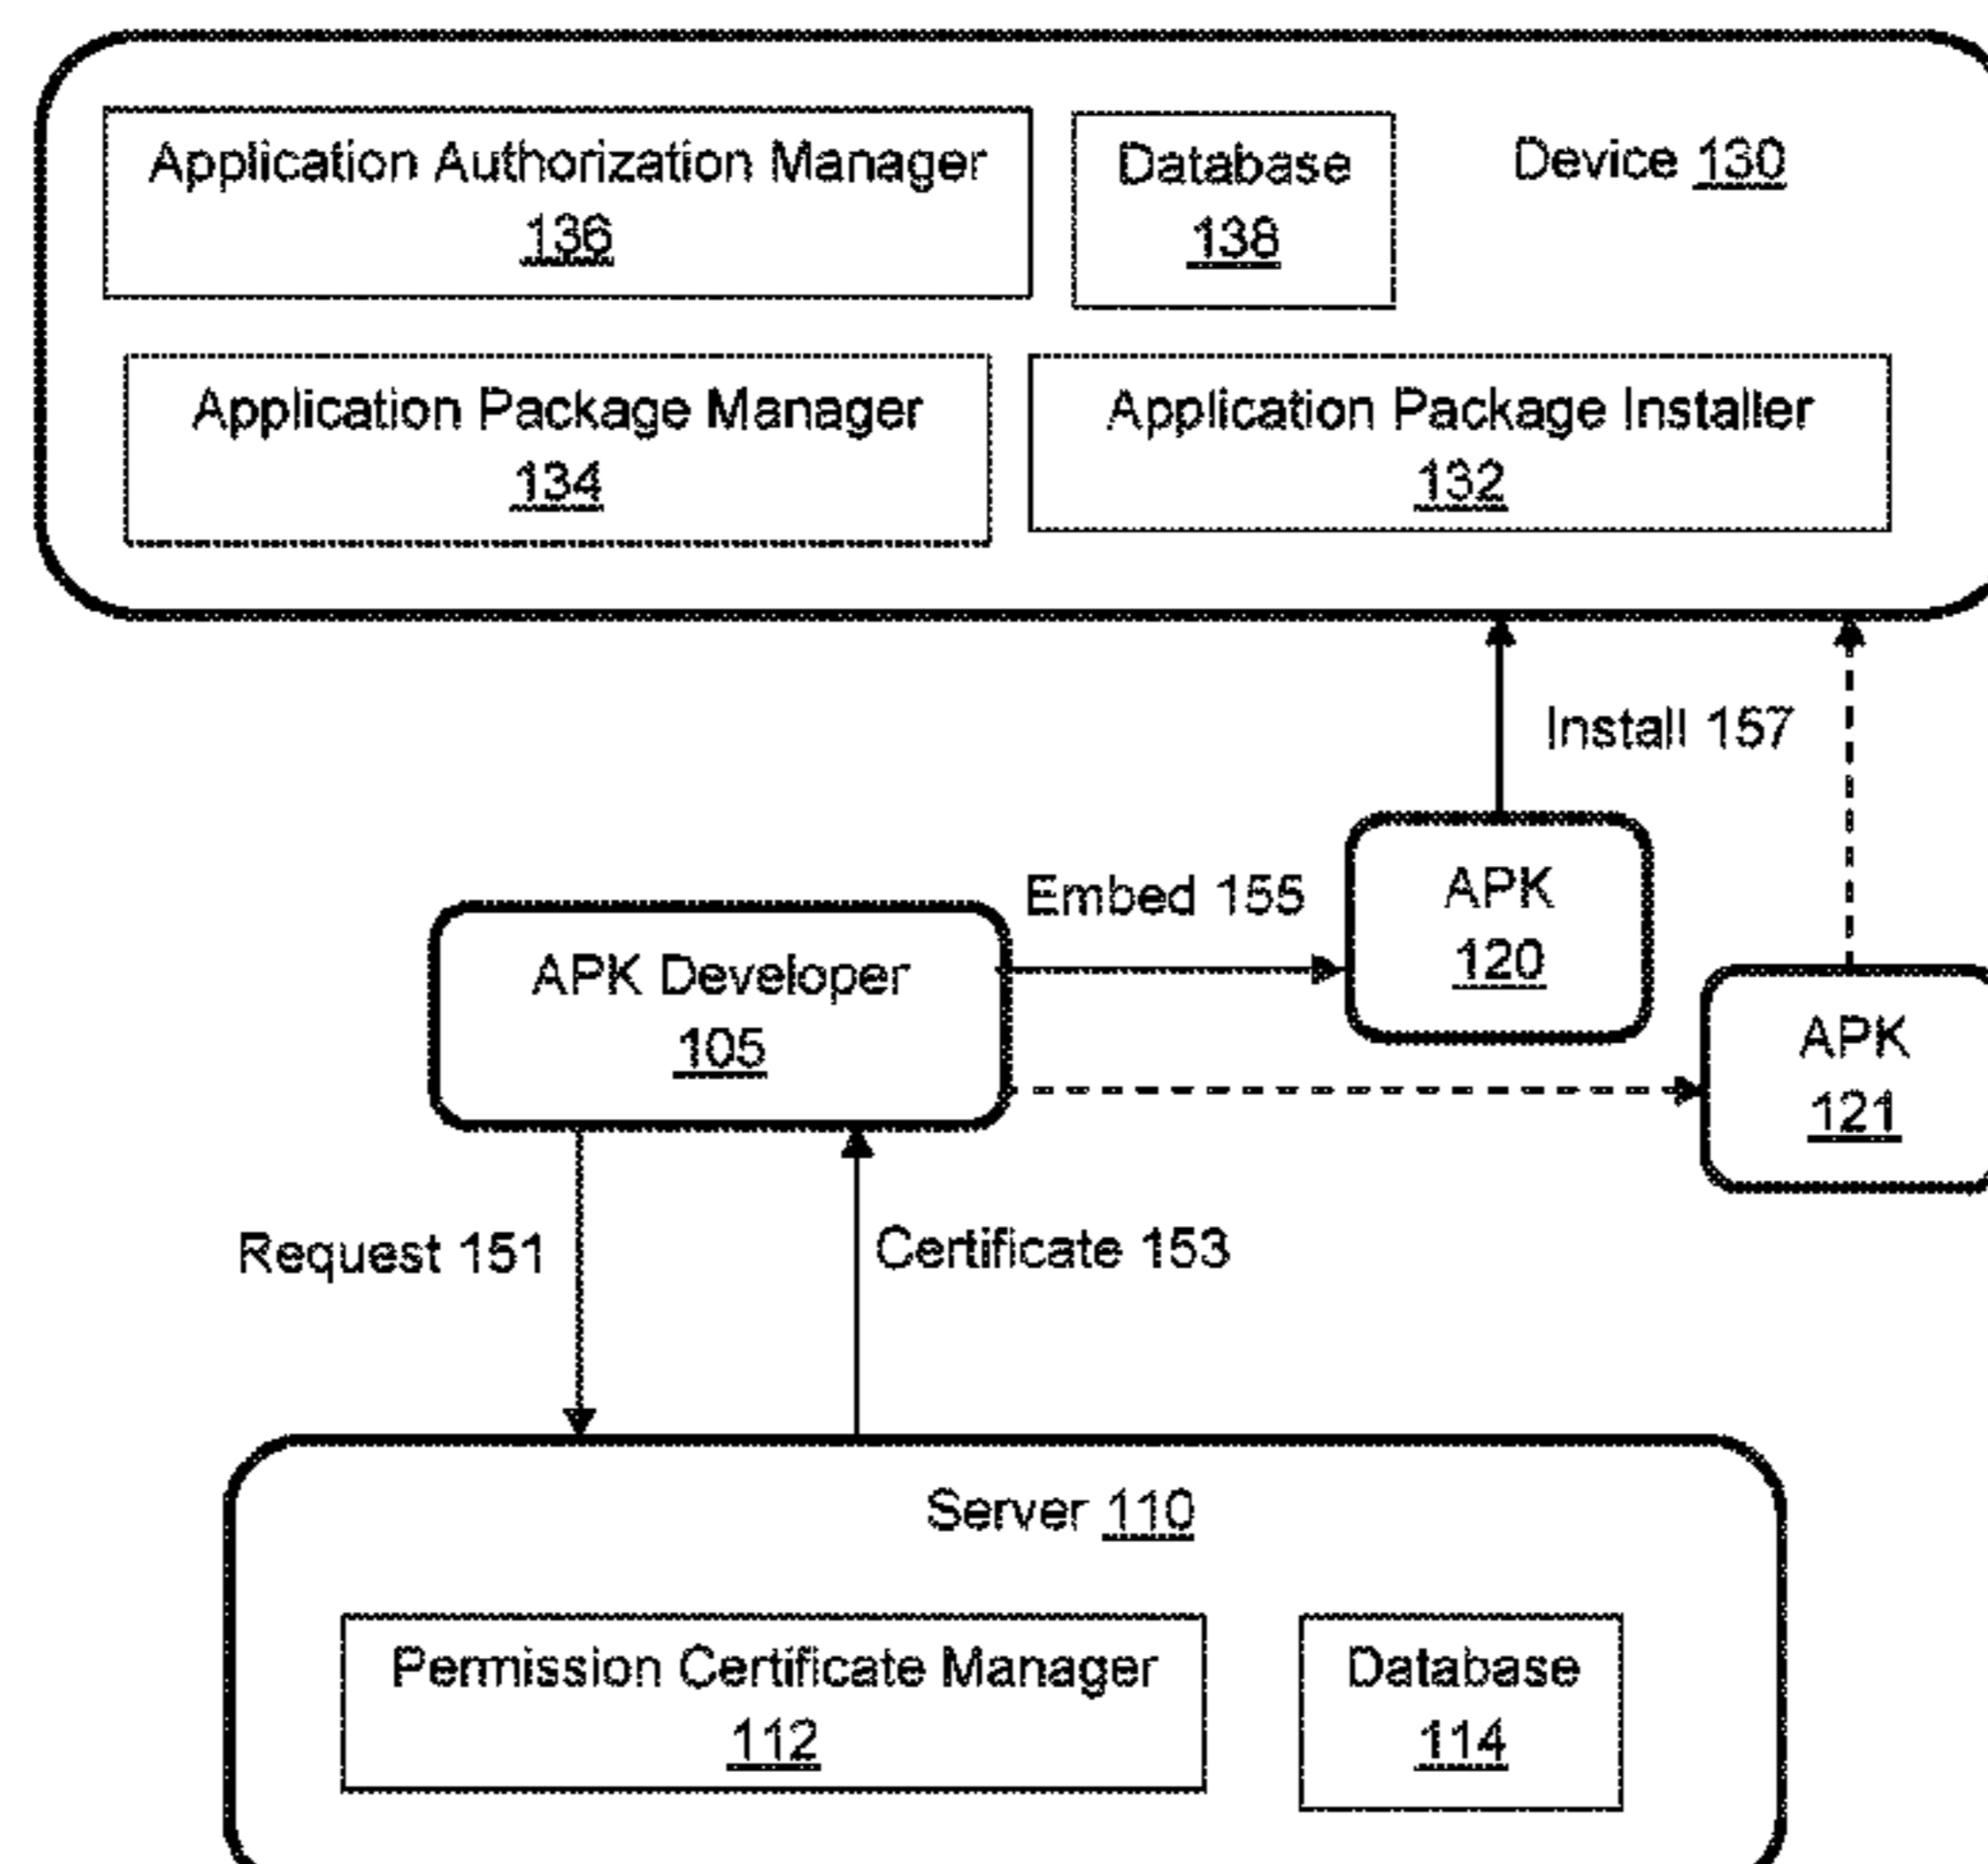 Application Authorization Manager
136
Database
138
Device 130
Application Package Manager
134
Application Package Installer
132
Install 157
Embed 155
APK
120
APK Developer
105
APK
121
Request 151
Certificate 153
Server 110
Permission Certificate Manager
112
Database
114